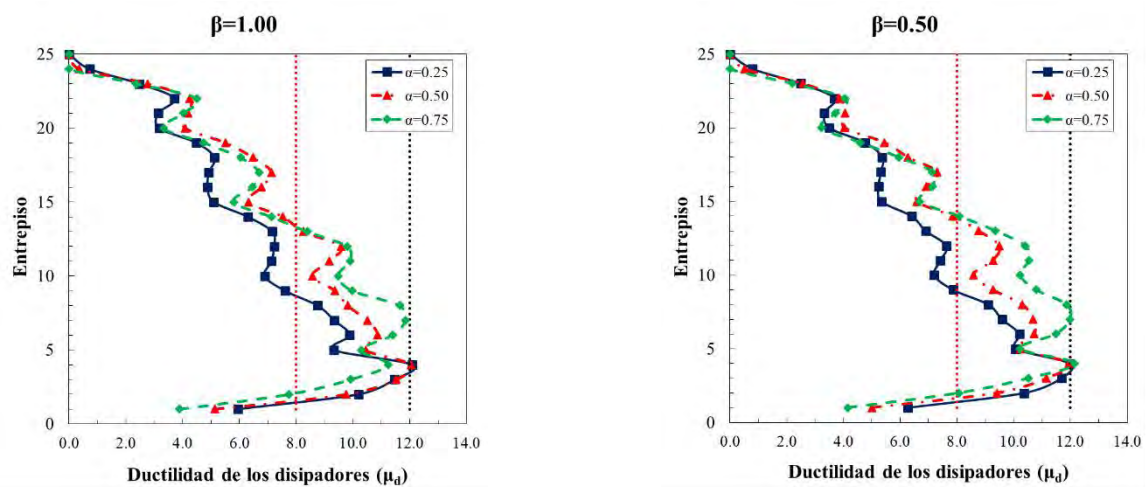 β=1.00
25
20
15
10
5
0
Entrepiso
0.0 2.0 4.0 6.0 8.0 10.0 12.0 14.0
Ductilidad de los disipadores (μd)
α=0.25
α=0.50
α=0.75
β=0.50
25
20
15
10
5
0
Entrepiso
0.0 2.0 4.0 6.0 8.0 10.0 12.0 14.0
Ductilidad de los disipadores (μd)
α=0.25
α=0.50
α=0.75